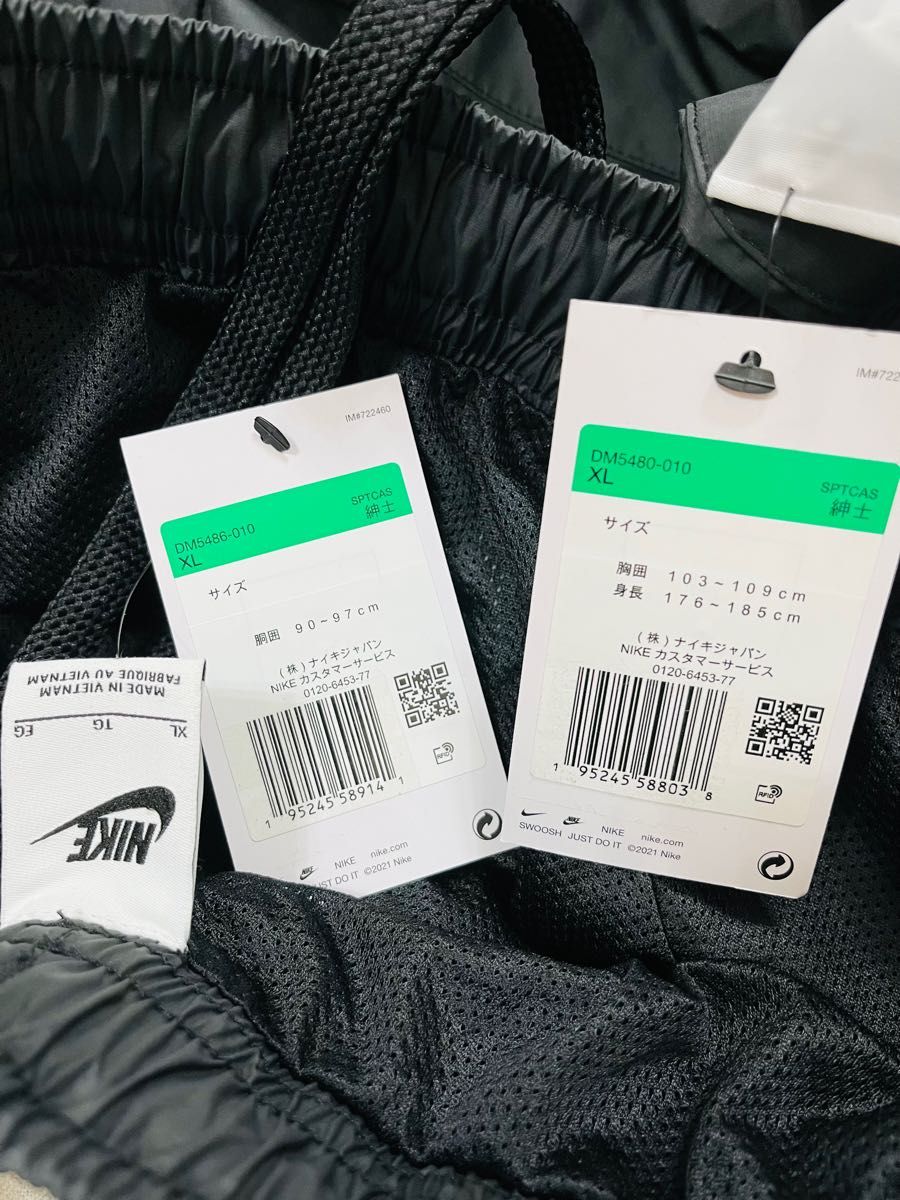 IM#722460
DM5486-010
XL
SPTCAS
紳士
サイズ
胴囲 90~97cm
(株)ナイキジャパン
NIKE カスタマーサービス
0120-6453-77
1 95245 58914 1
RFID
NIKE nike.com
JUST DO IT ©2021 Nike
IM#722
DM5480-010
XL
SPTCAS
紳士
サイズ
胸囲 103~109cm
身長 176~185cm
(株)ナイキジャパン
NIKE カスタマーサービス
0120-6453-77
1 95245 58803 8
RFID
NIKE nike.com
SWOOSH JUST DO IT ©2021 Nike
NIKE
XL TG EG
MADE IN VIETNAM
FABRIQUE AU VIETNAM